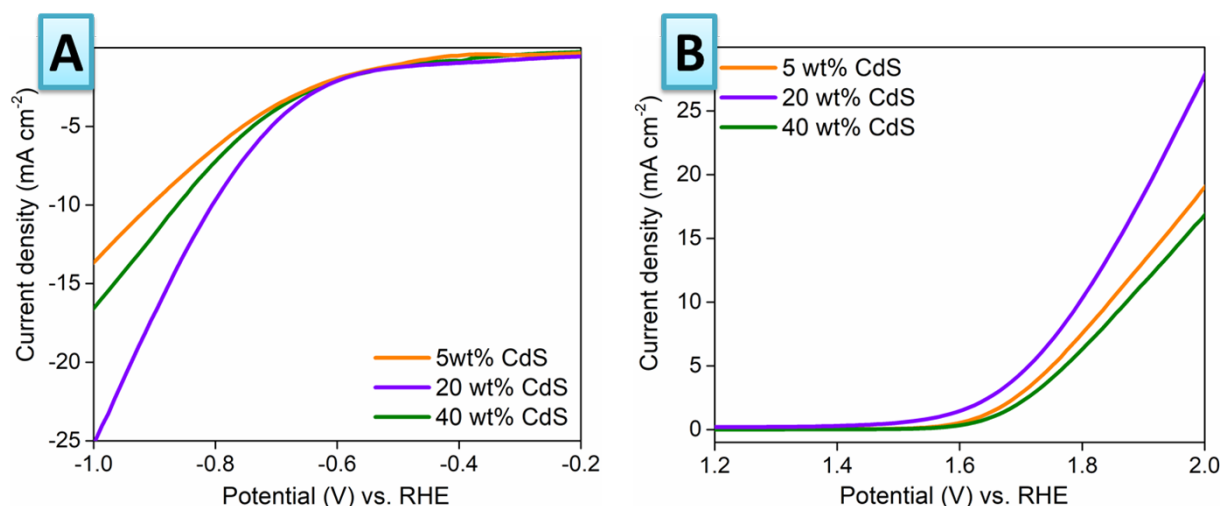 A
Current density (mA cm-2)
-5
-10
-15
-20
-25
-1.0 -0.8 -0.6 -0.4 -0.2
Potential (V) vs. RHE
5wt% CdS
20 wt% CdS
40 wt% CdS
B
Current density (mA cm-2)
25
20
15
10
5
0
1.2 1.4 1.6 1.8 2.0
Potential (V) vs. RHE
5 wt% CdS
20 wt% CdS
40 wt% CdS